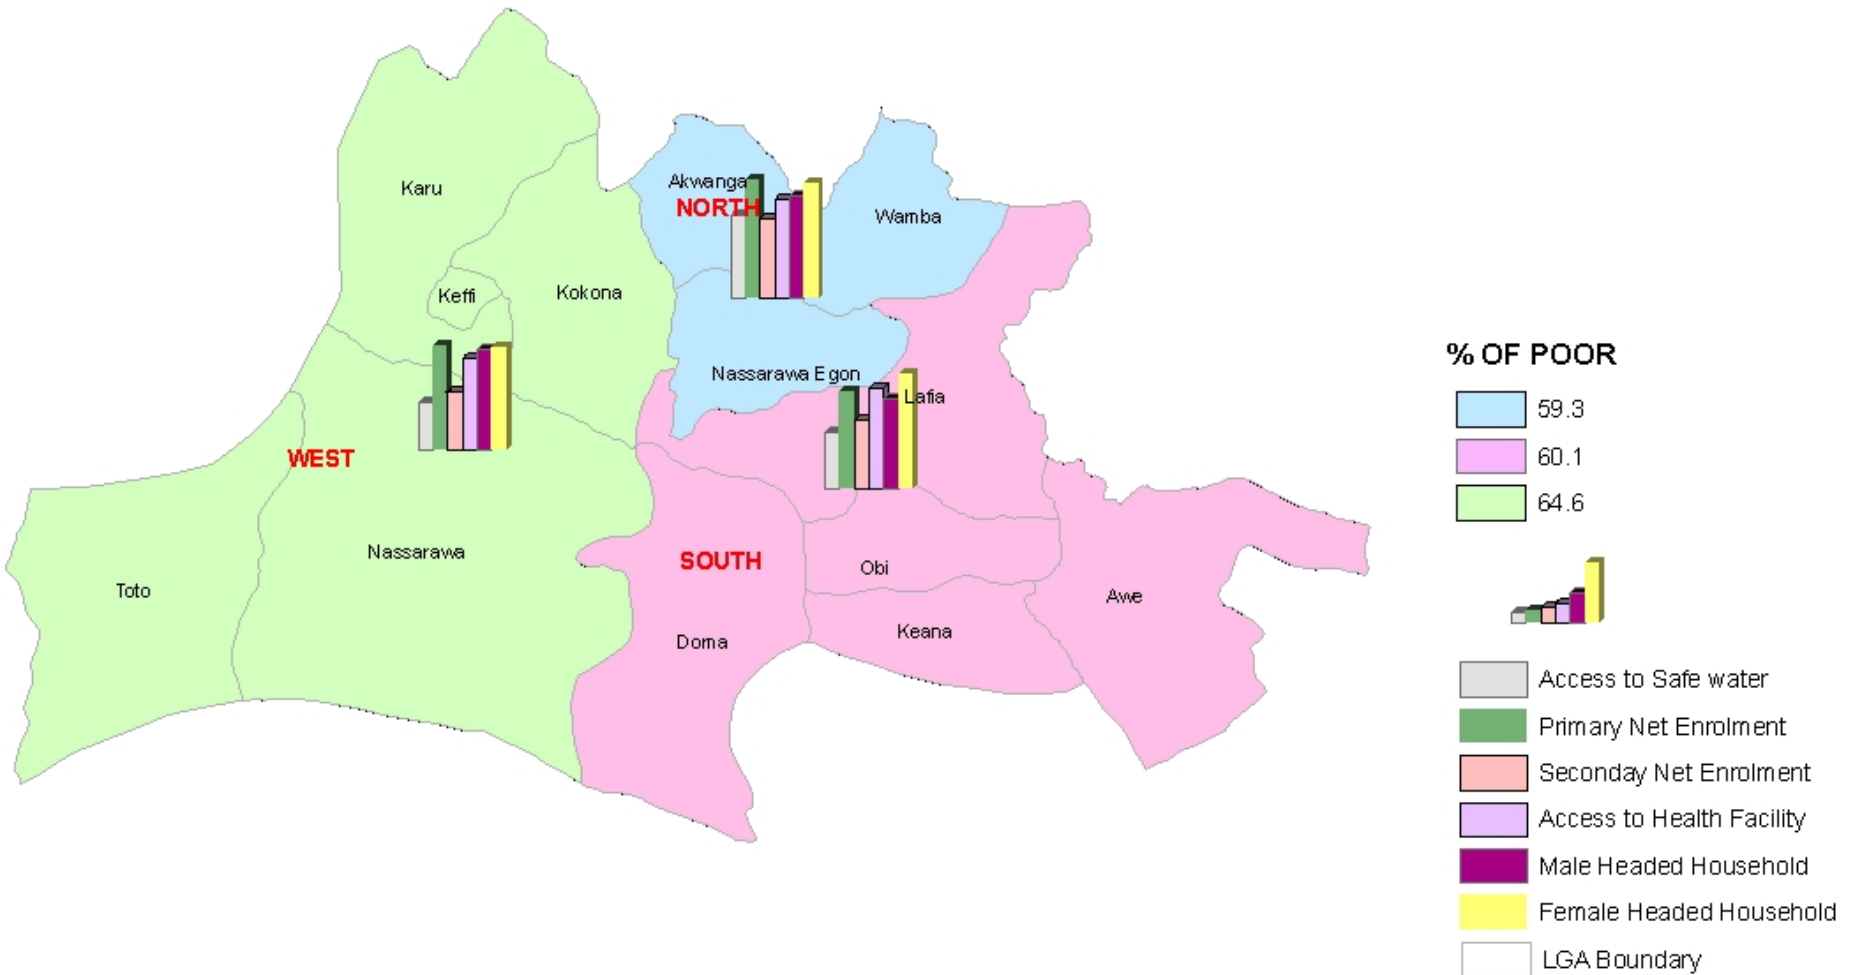 Karu
Akwanga
NORTH
Wamba
Keffi
Kokona
Nassarawa Egon
Lafia
WEST
Nassarawa
SOUTH
Obi
Toto
Awe
Keana
Doma
% OF POOR
59.3
60.1
64.6
Access to Safe water
Primary Net Enrolment
Seconday Net Enrolment
Access to Health Facility
Male Headed Household
Female Headed Household
LGA Boundary